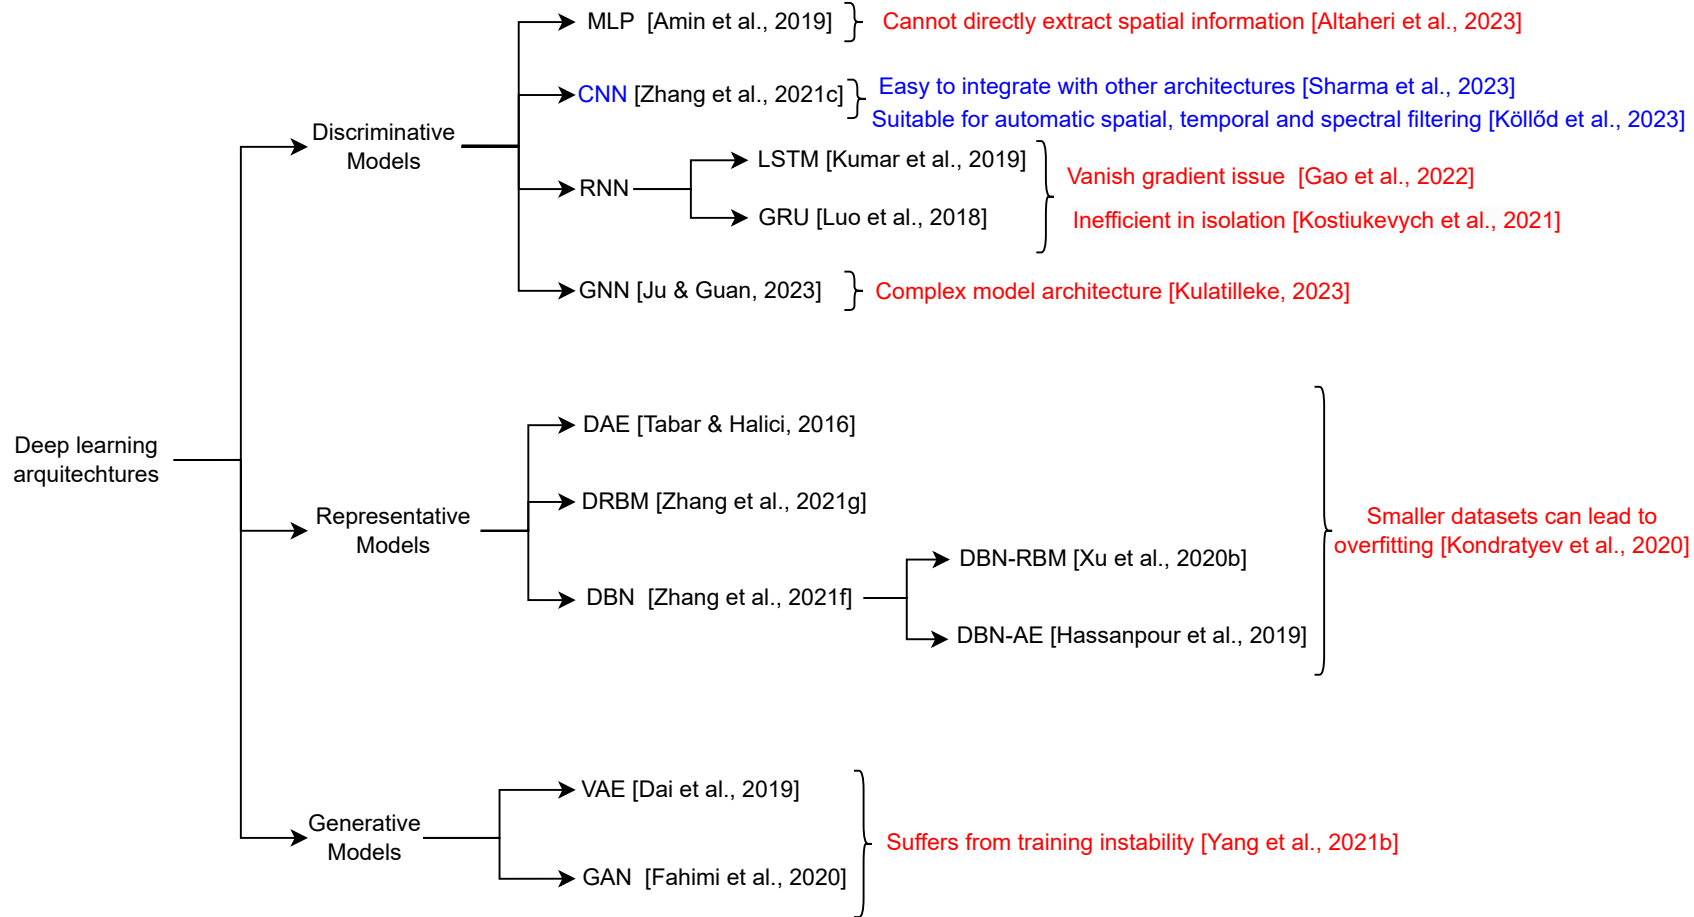 MLP [Amin et al., 2019]
Cannot directly extract spatial information [Altaheri et al., 2023]
CNN [Zhang et al., 2021c]
Easy to integrate with other architectures [Sharma et al., 2023]
Suitable for automatic spatial, temporal and spectral filtering [Köllőd et al., 2023]
Discriminative
Models
RNN
LSTM [Kumar et al., 2019]
GRU [Luo et al., 2018]
Vanish gradient issue [Gao et al., 2022]
Inefficient in isolation [Kostiukevych et al., 2021]
GNN [Ju & Guan, 2023]
Complex model architecture [Kulatilleke, 2023]
Deep learning
arquitechtures
DAE [Tabar & Halici, 2016]
DRBM [Zhang et al., 2021g]
Representative
Models
DBN [Zhang et al., 2021f]
DBN-RBM [Xu et al., 2020b]
DBN-AE [Hassanpour et al., 2019]
Smaller datasets can lead to
overfitting [Kondratyev et al., 2020]
VAE [Dai et al., 2019]
Generative
Models
GAN [Fahimi et al., 2020]
Suffers from training instability [Yang et al., 2021b]